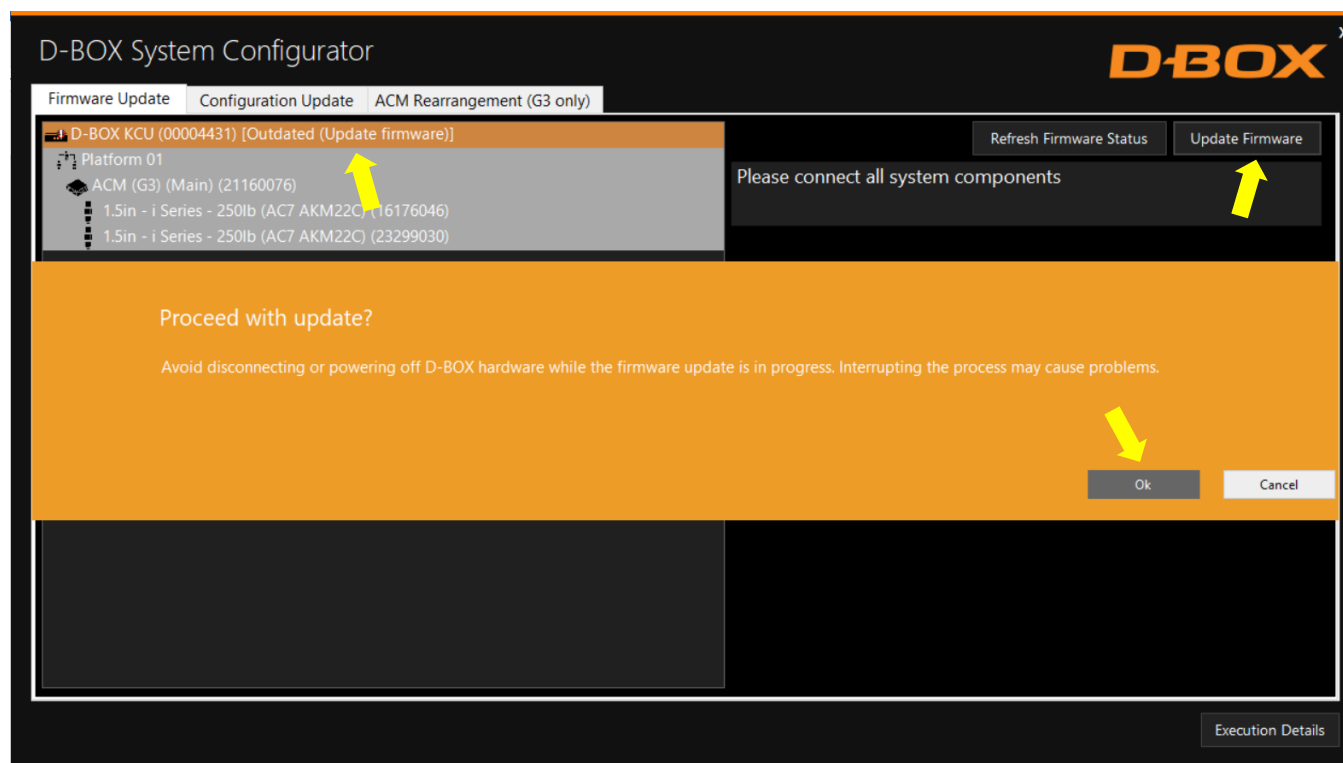 D-BOX System Configurator
D-BOX
Firmware Update
Configuration Update
ACM Rearrangement (G3 only)
D-BOX KCU (00004431) [Outdated (Update firmware)]
Refresh Firmware Status
Update Firmware
Platform 01
Please connect all system components
ACM (G3) (Main) (21160076)
1.5in - i Series - 250lb (AC7 AKM22C) (16176046)
1.5in - i Series - 250lb (AC7 AKM22C) (23299030)
Proceed with update?
Avoid disconnecting or powering off D-BOX hardware while the firmware update is in progress. Interrupting the process may cause problems.
Ok
Cancel
Execution Details